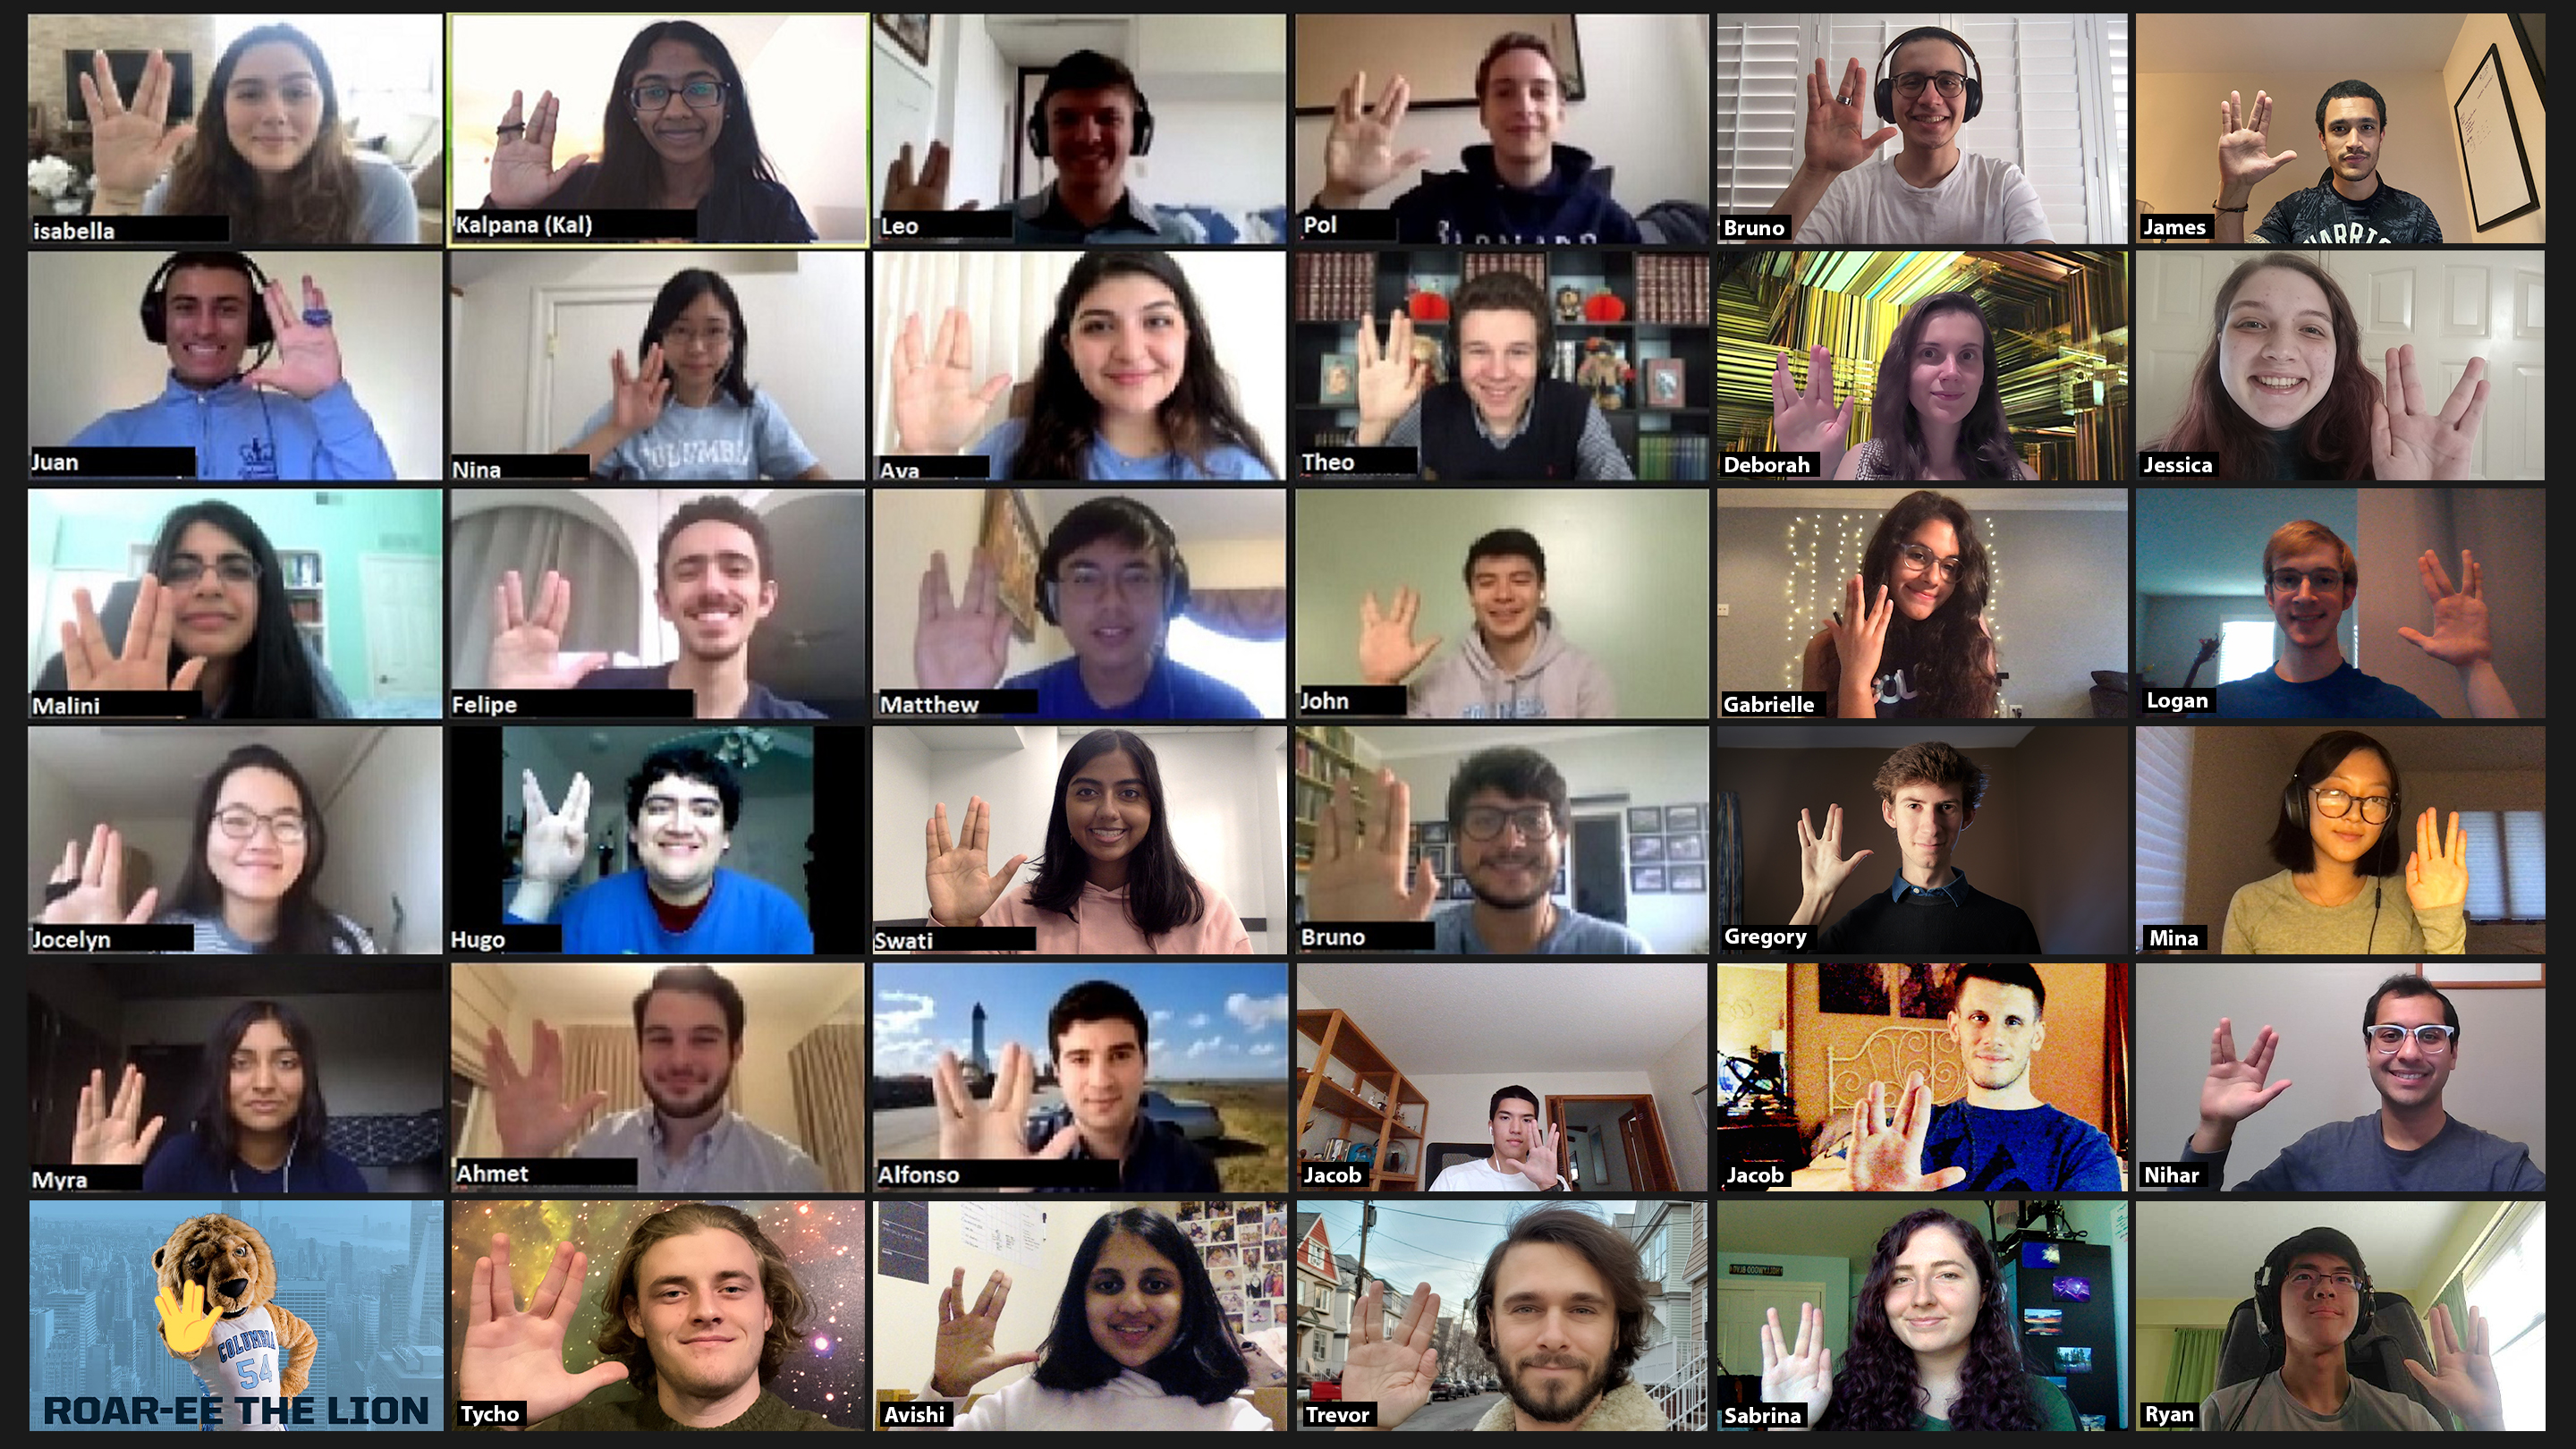 isabella
Kalpana (Kal)
Leo
Pol
Bruno
James
Juan
Nina
COLUMBIA
Ava
Theo
Deborah
Jessica
Malini
Felipe
Matthew
John
Gabrielle
Logan
Jocelyn
Hugo
Swati
Bruno
Gregory
Mina
Myra
Ahmet
Alfonso
Jacob
Jacob
Nihar
COLUMBIA
54
ROAR-EE THE LION
Tycho
Avishi
Trevor
Sabrina
Ryan